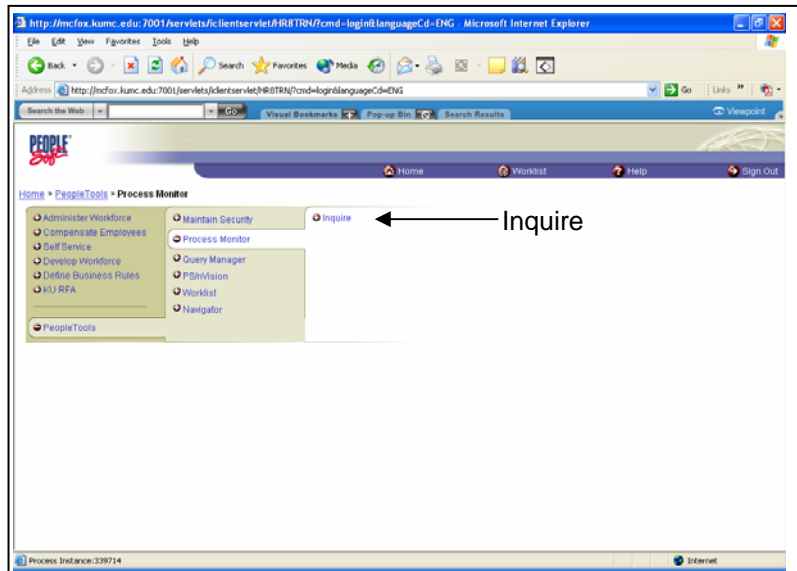 http://mcfox.kumc.edu:7001/servlets/iclientservlet/HR8TRN/?cmd=login&languageCd=ENG - Microsoft Internet Explorer
File Edit View Favorites Tools Help
Back Search Favorites Media
Address http://mcfox.kumc.edu:7001/servlets/iclientservlet/HR8TRN/?cmd=login&languageCd=ENG Go Links »
Search the Web GO Visual Bookmarks Pop-up Bin Search Results Viewpoint
PEOPLE
Soft
Home Worklist Help Sign Out
Home > PeopleTools > Process Monitor
Administer Workforce Maintain Security Inquire Inquire
Compensate Employees Process Monitor
Self Service
Develop Workforce Query Manager
Define Business Rules PS/nVision
KU RFA Worklist
Navigator
PeopleTools
Process Instance:339714 Internet